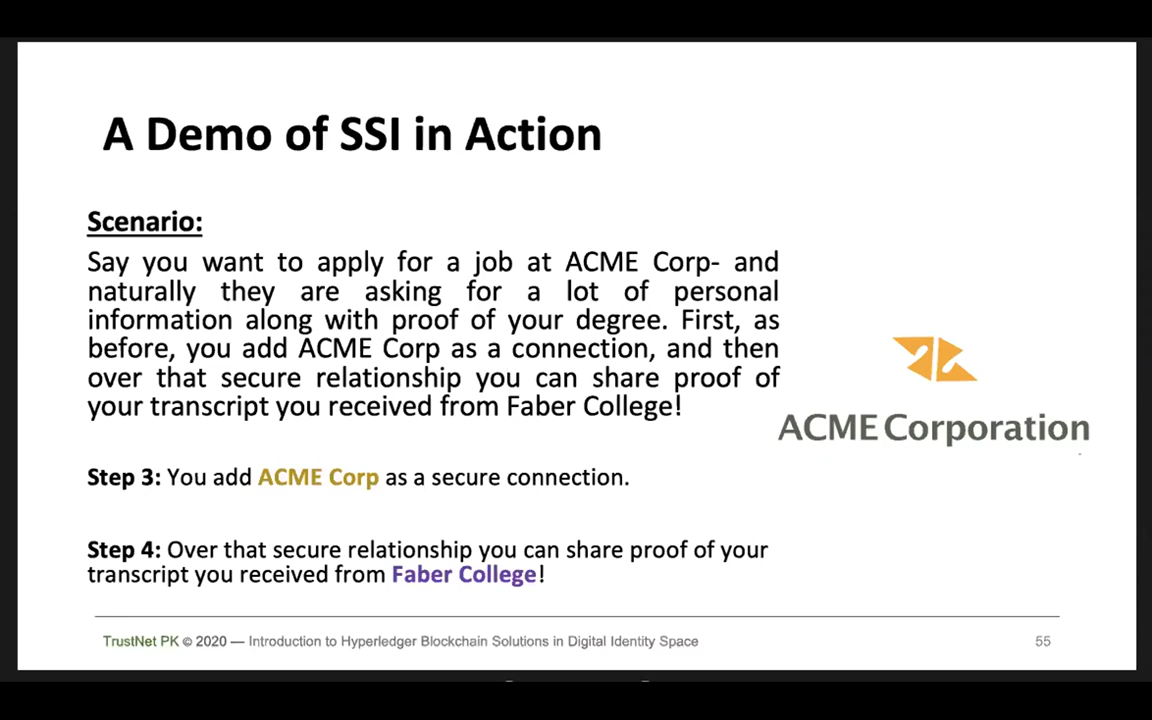 A Demo of SSI in Action
Scenario:
Say you want to apply for a job at ACME Corp- and
naturally they are asking for a lot of personal
information along with proof of your degree. First, as
before, you add ACME Corp as a connection, and then
over that secure relationship you can share proof of
your transcript you received from Faber College!
ACME Corporation
Step 3: You add ACME Corp as a secure connection.
Step 4: Over that secure relationship you can share proof of your
transcript you received from Faber College!
TrustNet PK © 2020 — Introduction to Hyperledger Blockchain Solutions in Digital Identity Space
55